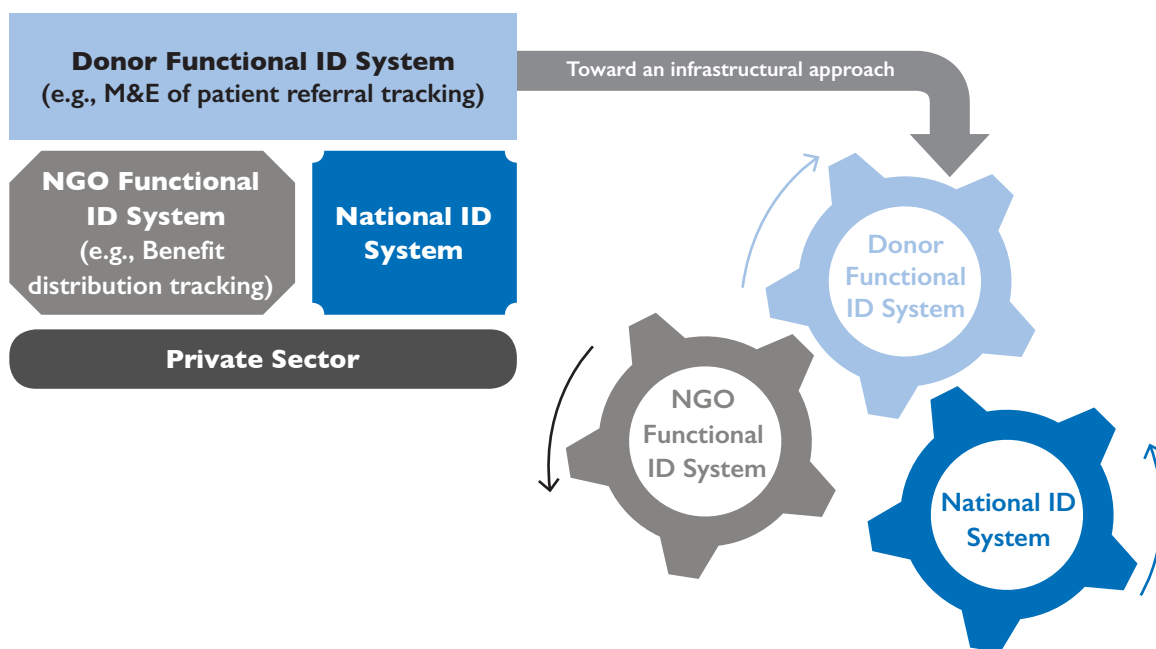 Donor Functional ID System
(e.g., M&E of patient referral tracking)
Toward an infrastructural approach
NGO Functional
ID System
(e.g., Benefit
distribution tracking)
National ID
System
Private Sector
Donor
Functional
ID System
NGO
Functional
ID System
National ID
System